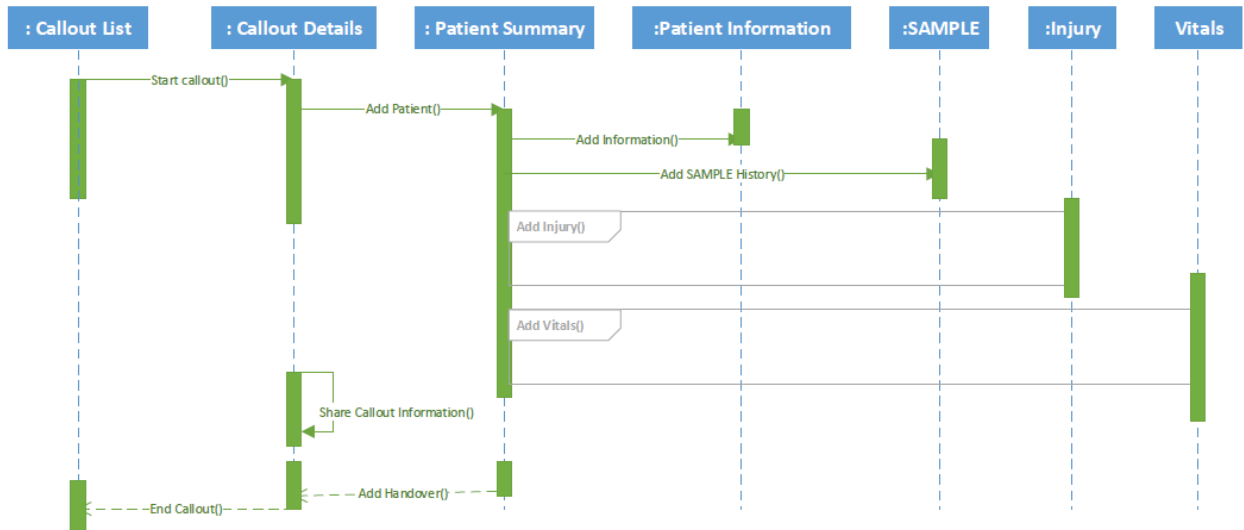 : Callout List
: Callout Details
: Patient Summary
:Patient Information
:SAMPLE
:Injury
Vitals
Start callout()
Add Patient()
Add Information()
Add SAMPLE History()
Add Injury()
Add Vitals()
Share Callout Information()
Add Handover()
End Callout()